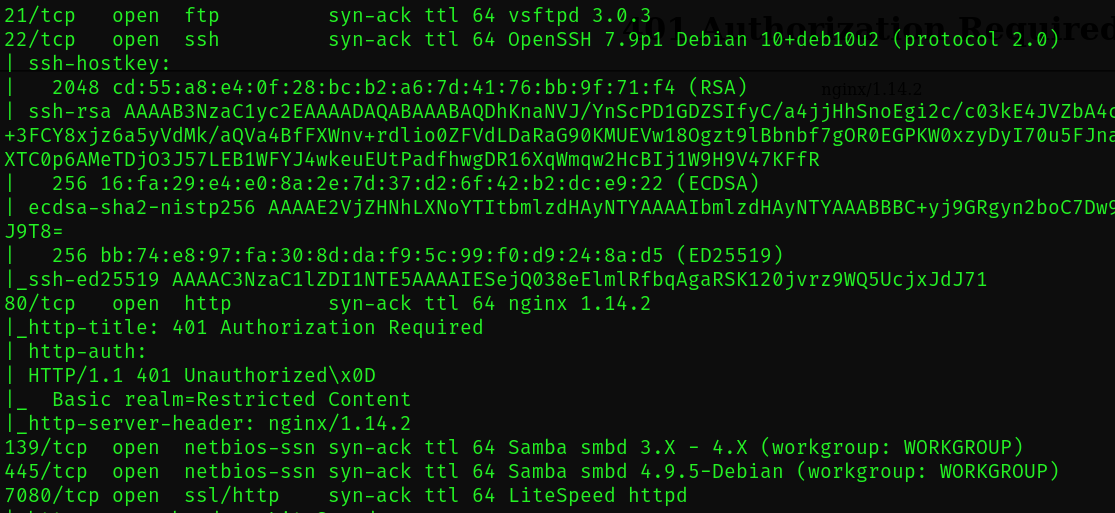 21/tcp   open  ftp         syn-ack ttl 64 vsftpd 3.0.3
401 Authorization Required
22/tcp   open  ssh         syn-ack ttl 64 OpenSSH 7.9p1 Debian 10+deb10u2 (protocol 2.0)
| ssh-hostkey:
|   2048 cd:55:a8:e4:0f:28:bc:b2:a6:7d:41:76:bb:9f:71:f4 (RSA)
nginx/1.14.2
| ssh-rsa AAAAB3NzaC1yc2EAAAADAQABAAABAQDhKnaNVJ/YnScPD1GDZSIfyC/a4jjHhSnoEgi2c/c03kE4JVZbA4c
+3FCY8xjz6a5yVdMk/aQVa4BfFXWnv+rdlio0ZFVdLDaRaG90KMUEVw18Ogzt9lBbnbf7gOR0EGPKW0xzyDyI70u5FJna
XTC0p6AMeTDjO3J57LEB1WFYJ4wkeuEUtPadfhwgDR16XqWmqw2HcBIj1W9H9V47KFfR
|   256 16:fa:29:e4:e0:8a:2e:7d:37:d2:6f:42:b2:dc:e9:22 (ECDSA)
| ecdsa-sha2-nistp256 AAAAE2VjZHNhLXNoYTItbmlzdHAyNTYAAAAIbmlzdHAyNTYAAABBBC+yj9GRgyn2boC7Dw9
J9T8=
|   256 bb:74:e8:97:fa:30:8d:da:f9:5c:99:f0:d9:24:8a:d5 (ED25519)
|_ssh-ed25519 AAAAC3NzaC1lZDI1NTE5AAAAIESejQ038eElmlRfbqAgaRSK120jvrz9WQ5UcjxJdJ71
80/tcp   open  http        syn-ack ttl 64 nginx 1.14.2
|_http-title: 401 Authorization Required
| http-auth:
| HTTP/1.1 401 Unauthorized\x0D
|_  Basic realm=Restricted Content
|_http-server-header: nginx/1.14.2
139/tcp  open  netbios-ssn syn-ack ttl 64 Samba smbd 3.X - 4.X (workgroup: WORKGROUP)
445/tcp  open  netbios-ssn syn-ack ttl 64 Samba smbd 4.9.5-Debian (workgroup: WORKGROUP)
7080/tcp open  ssl/http    syn-ack ttl 64 LiteSpeed httpd